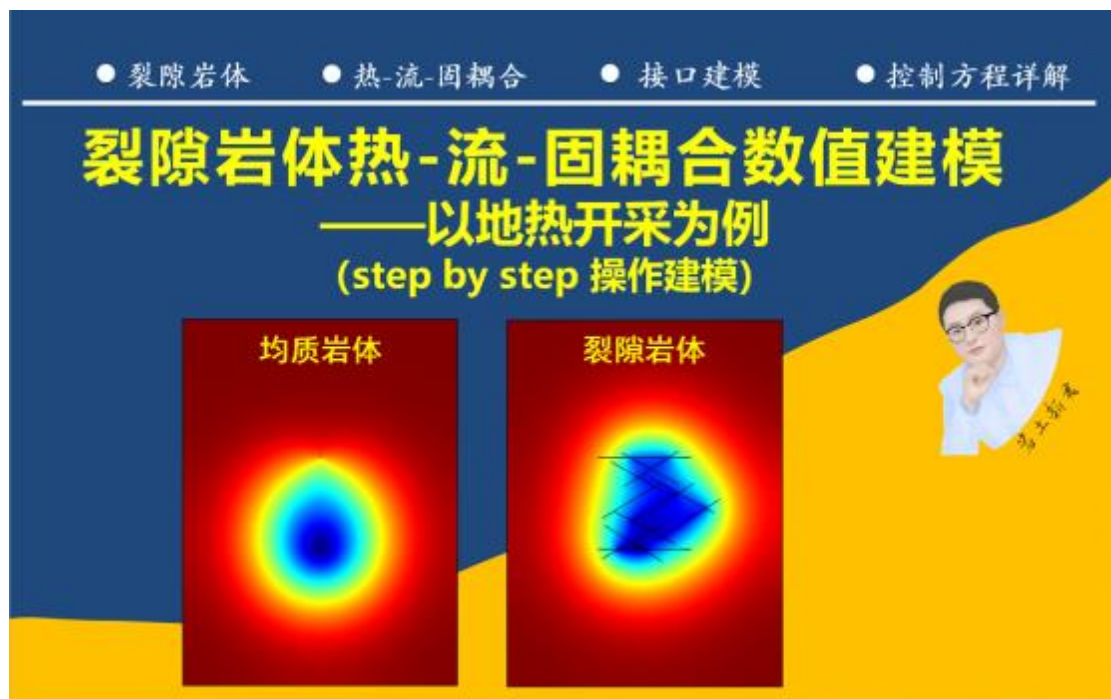 ● 裂隙岩体 ● 热-流-固耦合 ● 接口建模 ● 控制方程详解
裂隙岩体热-流-固耦合数值建模
——以地热开采为例
(step by step 操作建模)
均质岩体 裂隙岩体